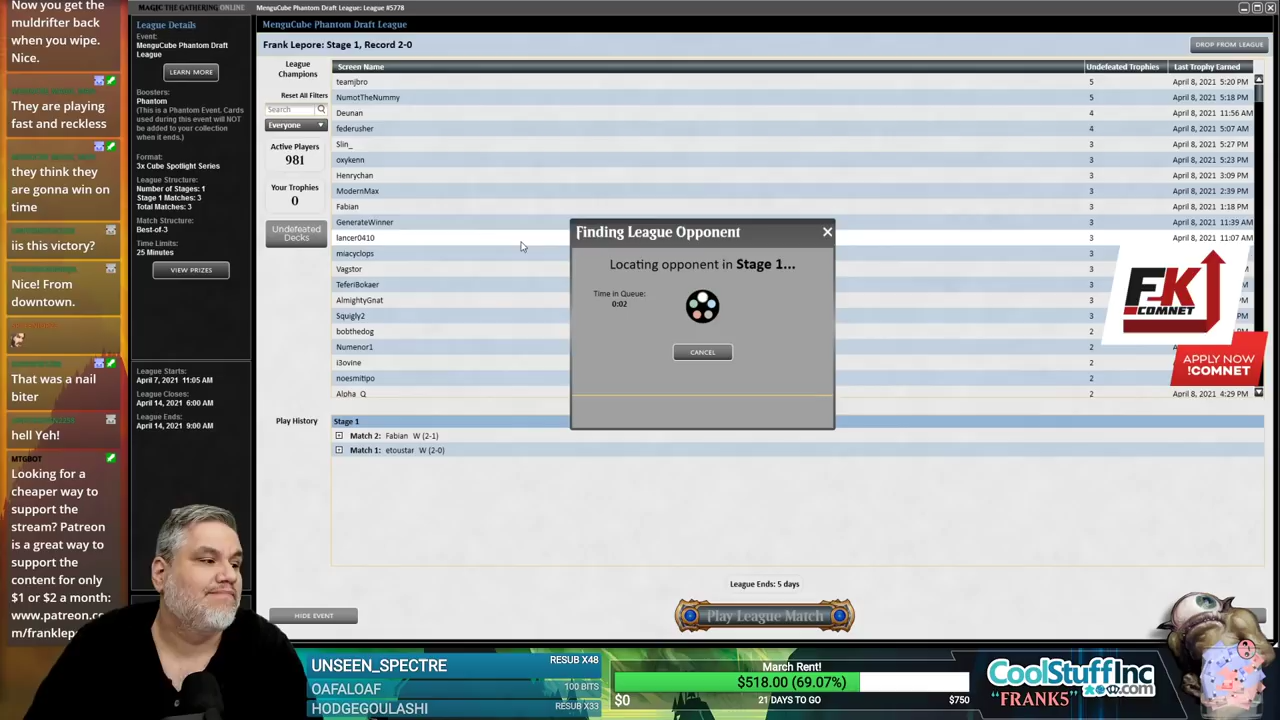 MAGIC THE GATHERING ONLINE
MenguCube Phantom Draft League: League #5778
Now you get the
mulldrifter back
when you wipe.
Nice.
They are playing
fast and reckless
they think they
are gonna win on
time
iis this victory?
Nice! From
downtown.
That was a nail
biter
hell Yeh!
MTGBOT
Looking for a
cheaper way to
support the
stream? Patreon
is a great way to
support the
content for only
$1 or $2 a month:
www.patreon.co
m/franklep
League Details
Event:
MenguCube Phantom Draft
League
LEARN MORE
Boosters:
Phantom
(This is a Phantom Event. Cards
used during this event will NOT
be added to your collection
when it ends.)
Format:
3x Cube Spotlight Series
League Structure:
Number of Stages: 1
Stage 1 Matches: 3
Total Matches: 3
Match Structure:
Best-of-3
Time Limits:
25 Minutes
VIEW PRIZES
League Starts:
April 7, 2021 11:05 AM
League Closes:
April 14, 2021 6:00 AM
League Ends:
April 14, 2021 9:00 AM
MenguCube Phantom Draft League
Frank Lepore: Stage 1, Record 2-0
DROP FROM LEAGUE
League
Champions
Reset All Filters
Search
Everyone
Active Players
981
Your Trophies
0
Undefeated
Decks
Screen Name Undefeated Trophies Last Trophy Earned
teamjbro 5 April 8, 2021 5:20 PM
NumotTheNummy 5 April 8, 2021 5:18 PM
Deunan 4 April 8, 2021 11:56 AM
federusher 4 April 8, 2021 5:07 AM
Slin_ 3 April 8, 2021 5:27 PM
oxykenn 3 April 8, 2021 5:23 PM
Henrychan 3 April 8, 2021 3:09 PM
ModernMax 3 April 8, 2021 2:39 PM
Fabian 3 April 8, 2021 1:18 PM
GenerateWinner 3 April 8, 2021 11:39 AM
lancer0410 3 April 8, 2021 11:07 AM
miacyclops 3
Vagstor 3
TeferiBokaer 3
AlmightyGnat 3
Squigly2 3
bobthedog 2
Numenor1 2
i3ovine 2
noesmitipo 2
Alpha_Q 2 April 8, 2021 4:29 PM
Finding League Opponent
Locating opponent in Stage 1...
Time in Queue:
0:02
CANCEL
FK
.COMNET
APPLY NOW
!COMNET
Play History
Stage 1
Match 2: Fabian W (2-1)
Match 1: etoustar W (2-0)
League Ends: 5 days
HIDE EVENT
Play League Match
UNSEEN_SPECTRE RESUB X48
OAFALOAF 100 BITS
HODGEGOULASHI RESUB X33
March Rent!
$518.00 (69.07%)
$0 21 DAYS TO GO $750
CoolStuffInc
.com
"FRANKS"